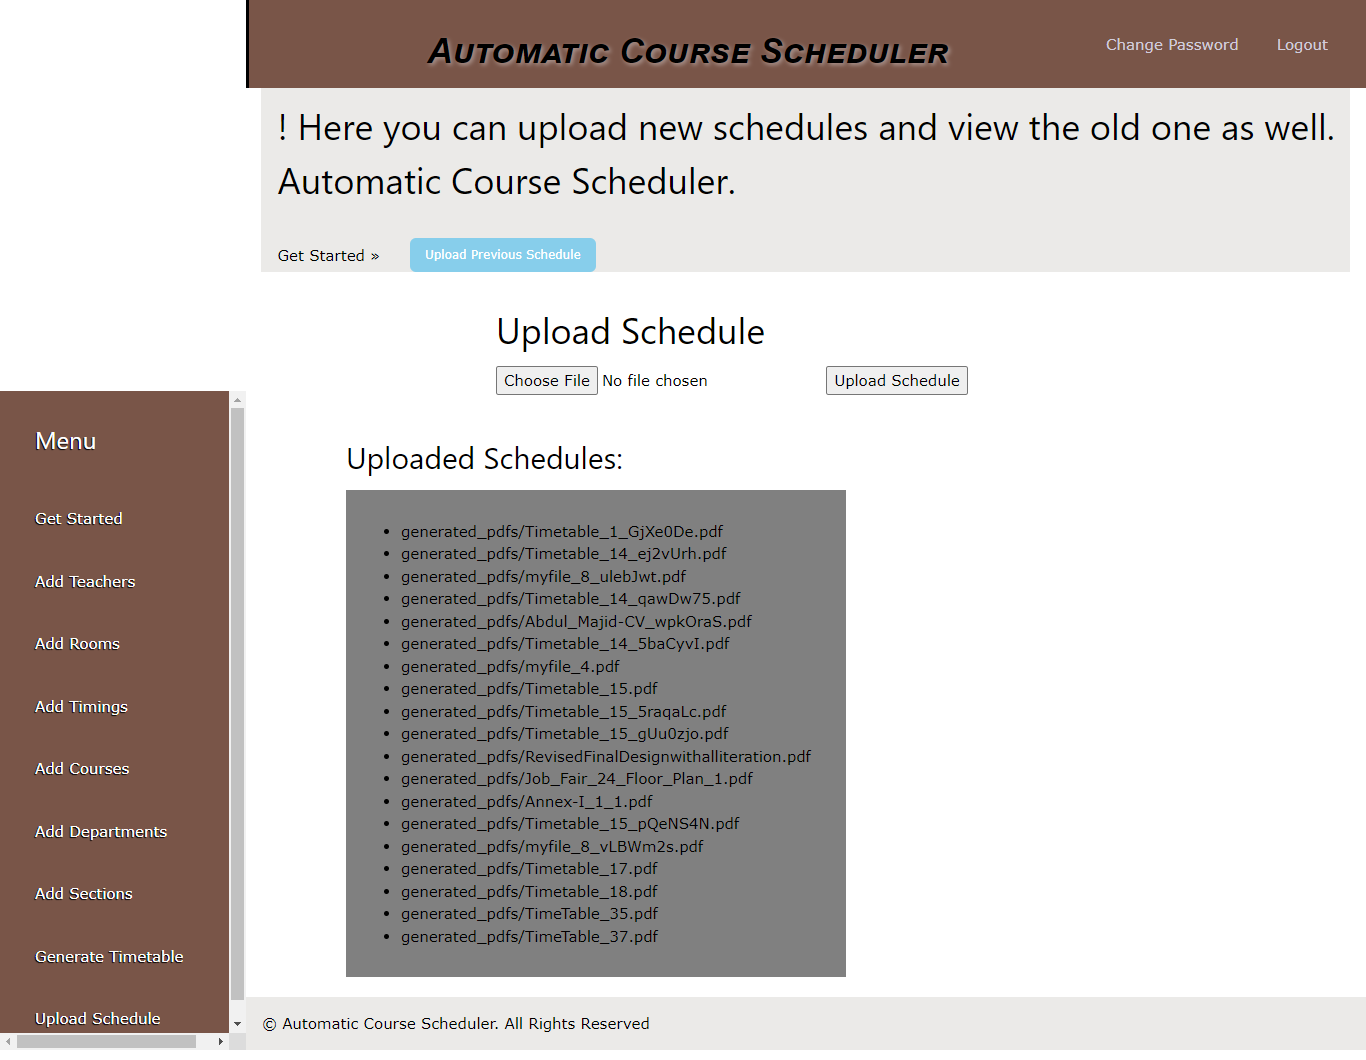 Automatic Course Scheduler
Change Password
Logout
! Here you can upload new schedules and view the old one as well.
Automatic Course Scheduler.
Get Started »
Upload Previous Schedule
Upload Schedule
Choose File No file chosen
Upload Schedule
Menu
Get Started
Add Teachers
Add Rooms
Add Timings
Add Courses
Add Departments
Add Sections
Generate Timetable
Upload Schedule
Uploaded Schedules:
• generated_pdfs/Timetable_1_GjXe0De.pdf
• generated_pdfs/Timetable_14_ej2vUrh.pdf
• generated_pdfs/myfile_8_ulebJwt.pdf
• generated_pdfs/Timetable_14_qawDw75.pdf
• generated_pdfs/Abdul_Majid-CV_wpkOraS.pdf
• generated_pdfs/Timetable_14_5baCyvI.pdf
• generated_pdfs/myfile_4.pdf
• generated_pdfs/Timetable_15.pdf
• generated_pdfs/Timetable_15_5raqaLc.pdf
• generated_pdfs/Timetable_15_gUu0zjo.pdf
• generated_pdfs/RevisedFinalDesignwithalliteration.pdf
• generated_pdfs/Job_Fair_24_Floor_Plan_1.pdf
• generated_pdfs/Annex-I_1_1.pdf
• generated_pdfs/Timetable_15_pQeNS4N.pdf
• generated_pdfs/myfile_8_vLBWm2s.pdf
• generated_pdfs/Timetable_17.pdf
• generated_pdfs/Timetable_18.pdf
• generated_pdfs/TimeTable_35.pdf
• generated_pdfs/TimeTable_37.pdf
© Automatic Course Scheduler. All Rights Reserved